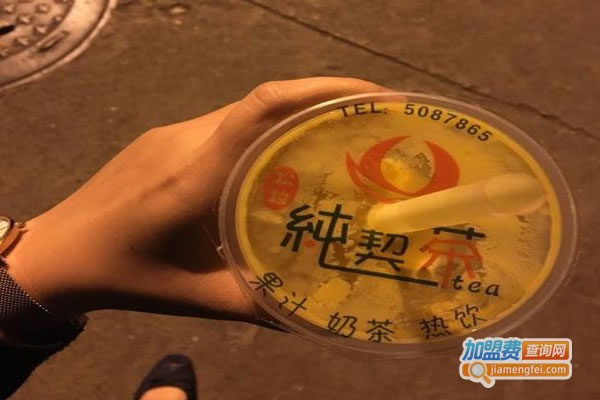 TEL: 5087865
純契茶
tea
果汁 奶茶 热饮
加盟费查询网
jiamengfei.com